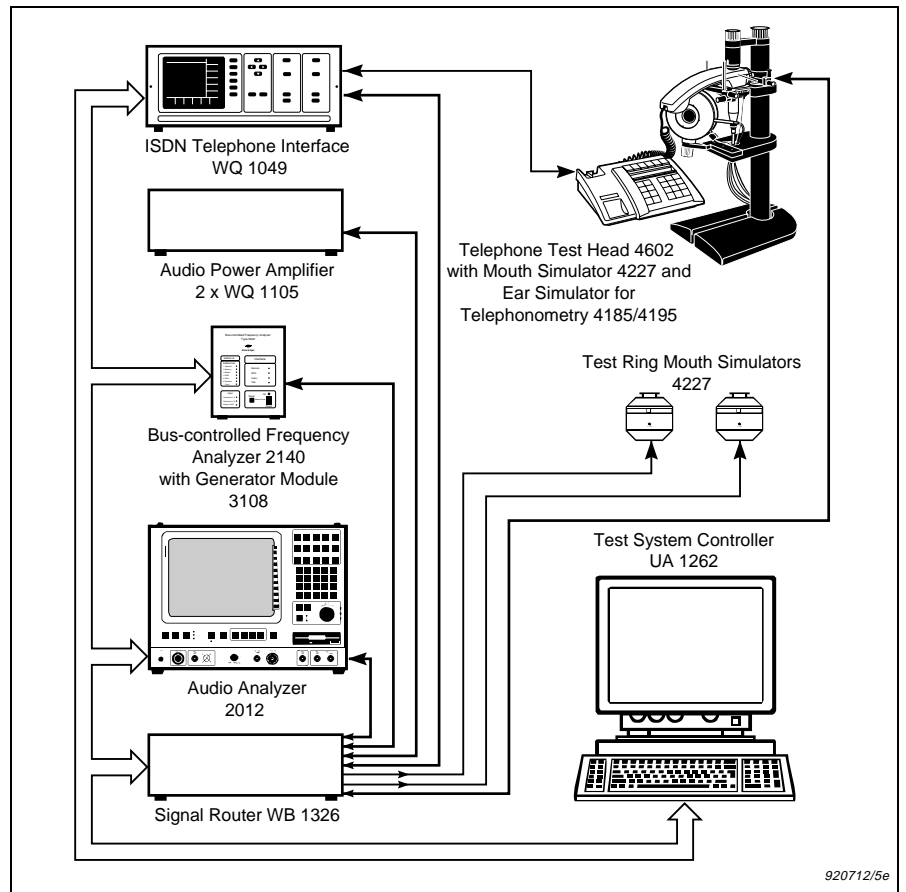 ISDN Telephone Interface
WQ 1049
Audio Power Amplifier
2 x WQ 1105
Bus-controlled Frequency
Analyzer 2140
with Generator Module
3108
Audio Analyzer
2012
Signal Router WB 1326
Telephone Test Head 4602
with Mouth Simulator 4227 and
Ear Simulator for
Telephonometry 4185/4195
Test Ring Mouth Simulators
4227
Test System Controller
UA 1262
920712/5e